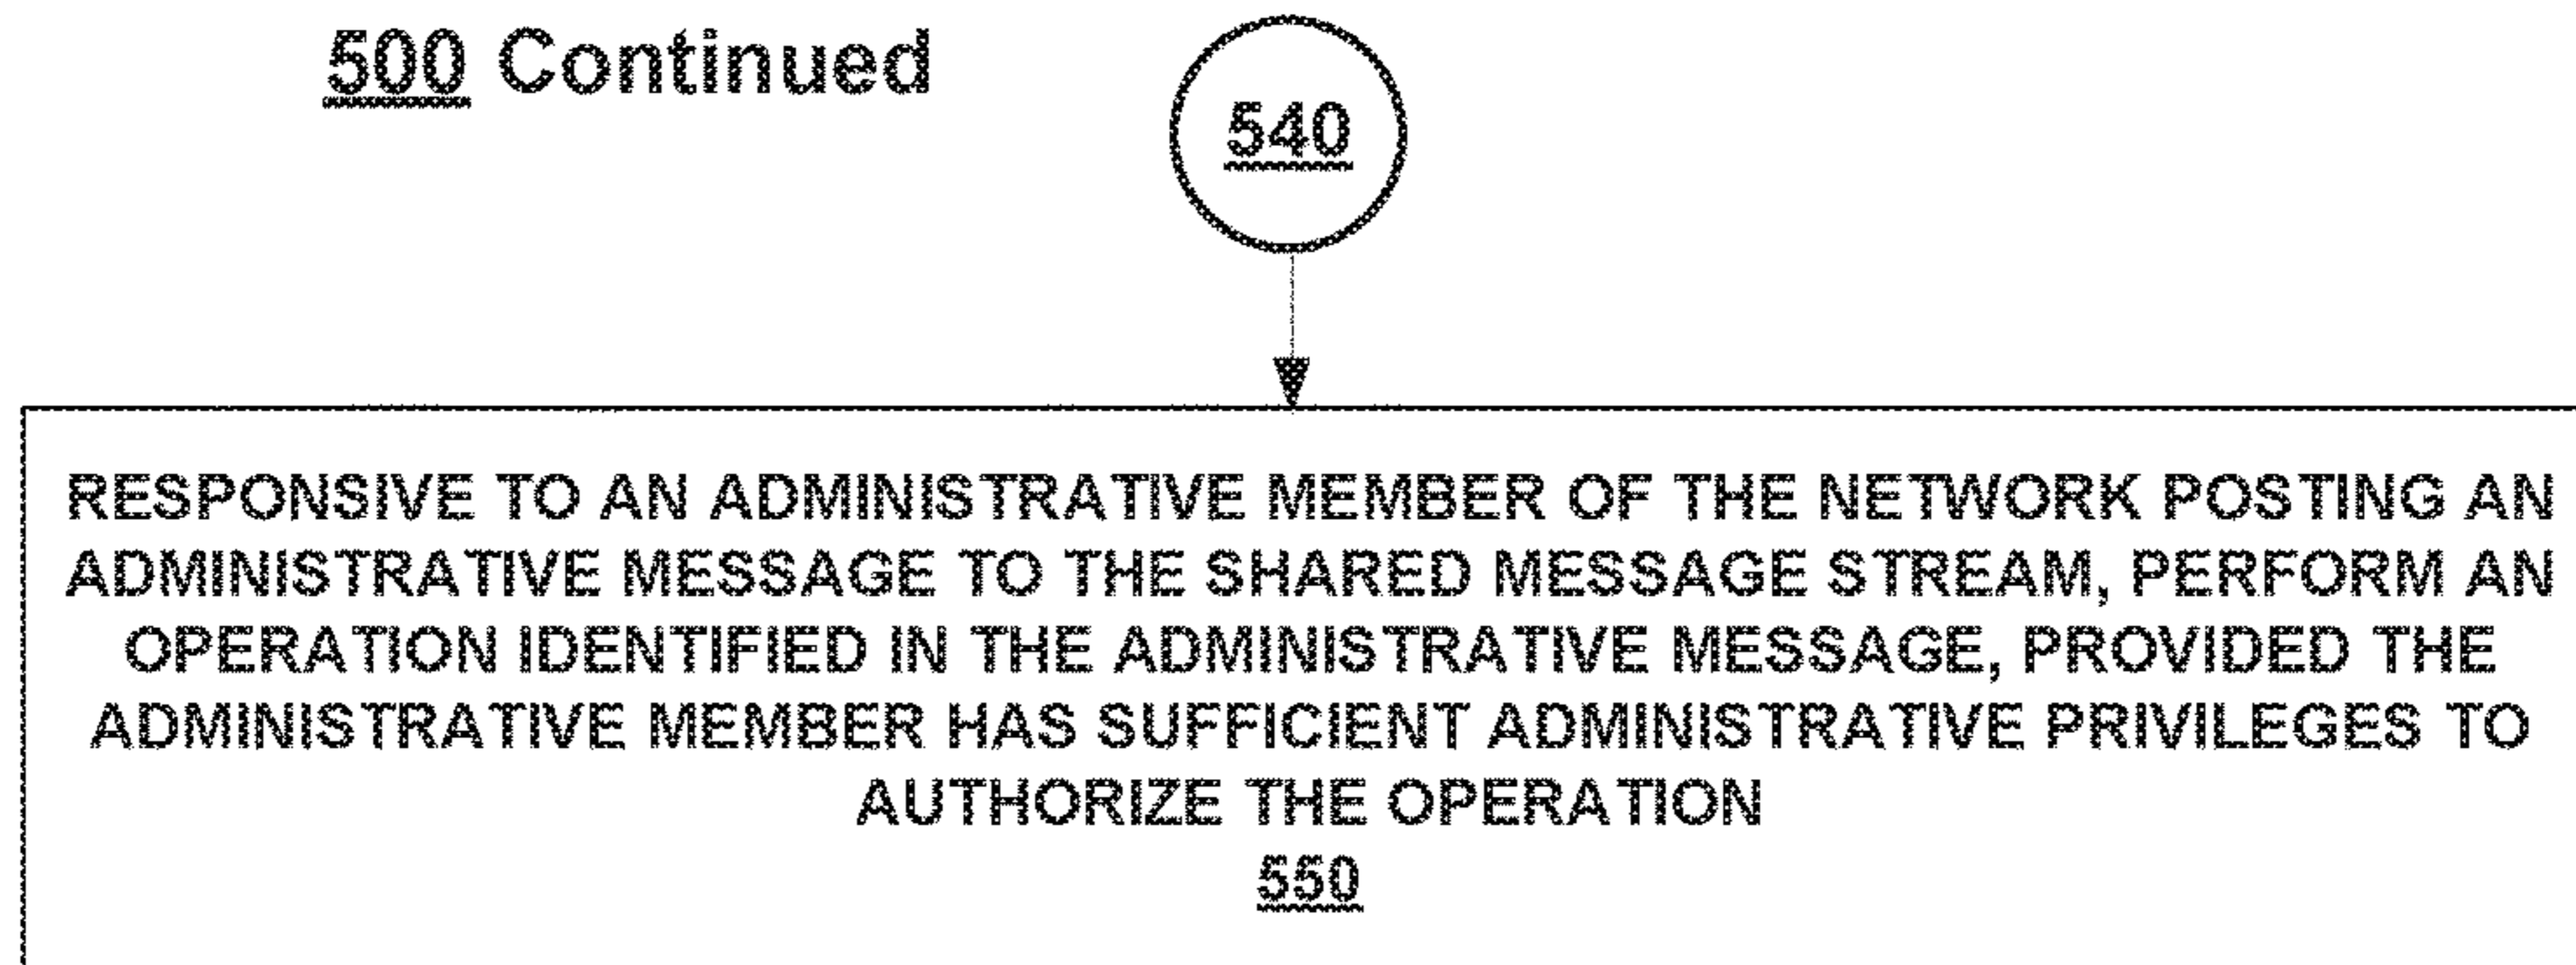 500 Continued
540
RESPONSIVE TO AN ADMINISTRATIVE MEMBER OF THE NETWORK POSTING AN
ADMINISTRATIVE MESSAGE TO THE SHARED MESSAGE STREAM, PERFORM AN
OPERATION IDENTIFIED IN THE ADMINISTRATIVE MESSAGE, PROVIDED THE
ADMINISTRATIVE MEMBER HAS SUFFICIENT ADMINISTRATIVE PRIVILEGES TO
AUTHORIZE THE OPERATION
550